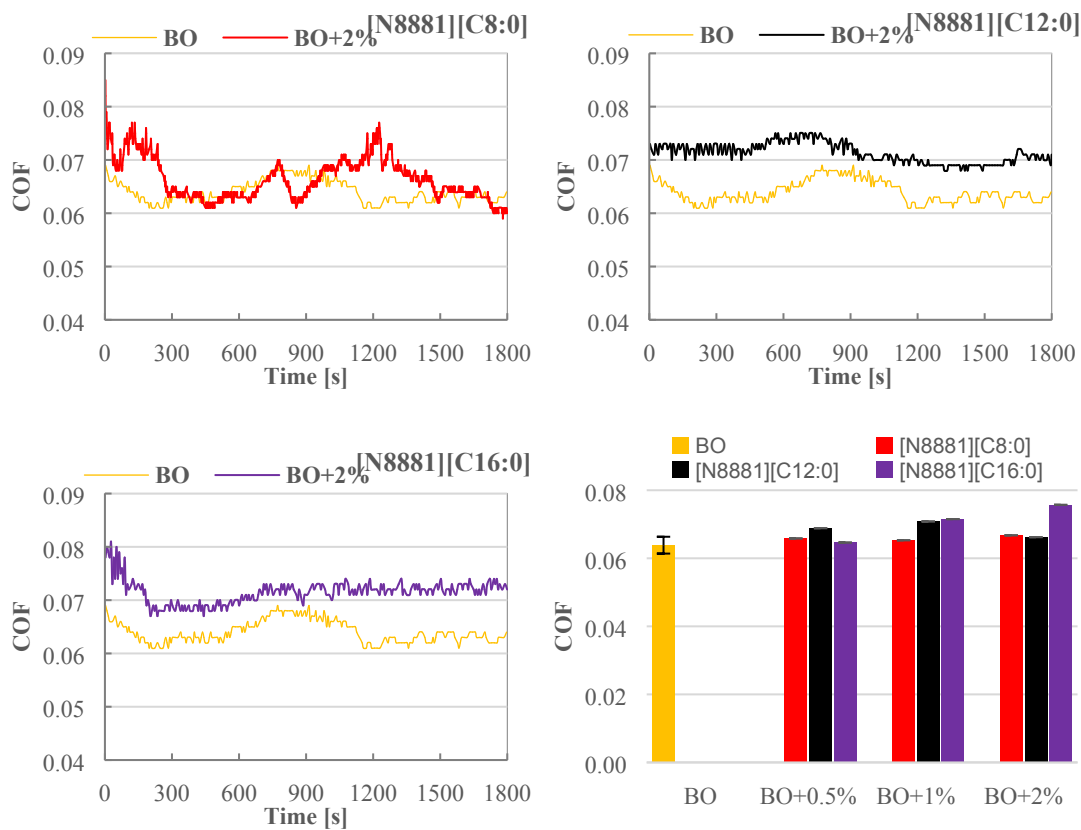 BO BO+2% [N8881][C8:0]
0.09
0.08
0.07
0.06
0.05
0.04
COF
0 300 600 900 1200 1500 1800
Time [s]
BO BO+2% [N8881][C12:0]
0.09
0.08
0.07
0.06
0.05
0.04
COF
0 300 600 900 1200 1500 1800
Time [s]
BO BO+2% [N8881][C16:0]
0.09
0.08
0.07
0.06
0.05
0.04
COF
0 300 600 900 1200 1500 1800
Time [s]
BO [N8881][C8:0]
[N8881][C12:0] [N8881][C16:0]
0.08
0.06
0.04
0.02
0.00
COF
BO BO+0.5% BO+1% BO+2%